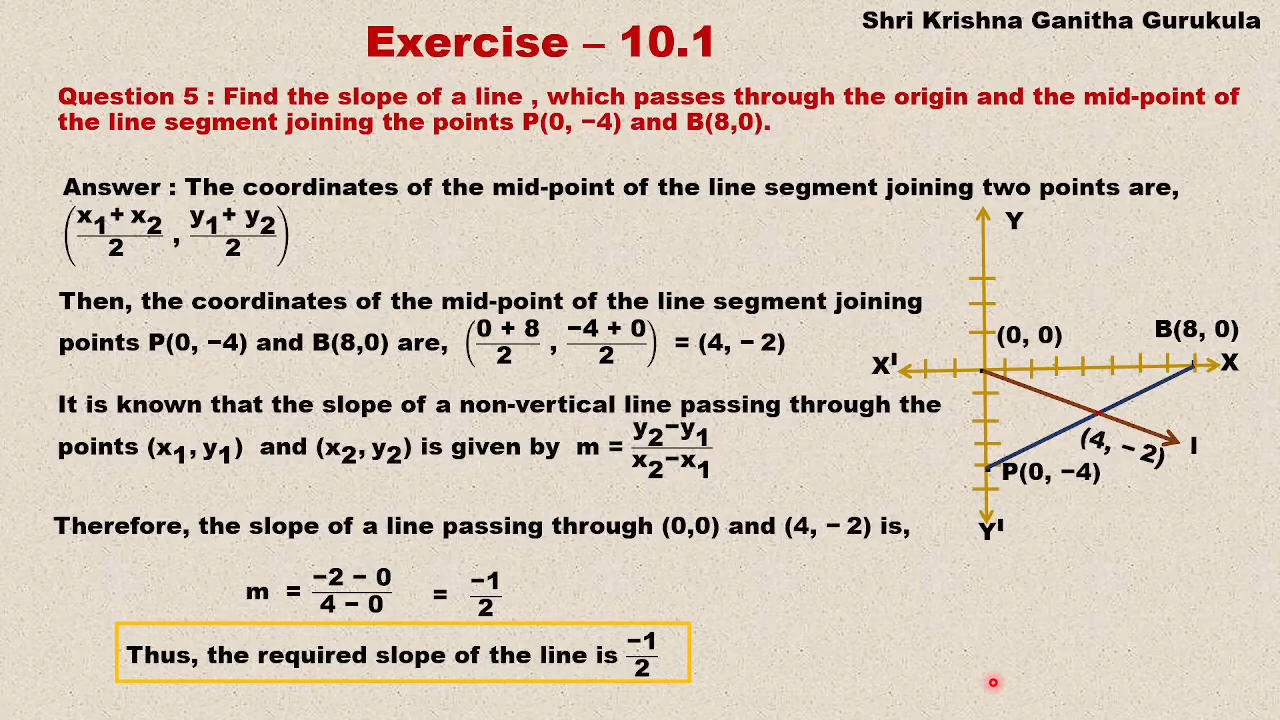 Shri Krishna Ganitha Gurukula
Exercise – 10.1
Question 5 : Find the slope of a line , which passes through the origin and the mid-point of
the line segment joining the points P(0, −4) and B(8,0).
Answer : The coordinates of the mid-point of the line segment joining two points are,
(x₁+ x₂/2 , y₁+ y₂/2)
Then, the coordinates of the mid-point of the line segment joining
points P(0, −4) and B(8,0) are, (0 + 8/2 , −4 + 0/2) = (4, − 2)
It is known that the slope of a non-vertical line passing through the
points (x₁, y₁) and (x₂, y₂) is given by m = y₂−y₁/x₂−x₁
Therefore, the slope of a line passing through (0,0) and (4, − 2) is,
m = −2 − 0/4 − 0 = −1/2
Thus, the required slope of the line is −1/2
Y
(0, 0)
B(8, 0)
X'
X
(4, − 2)
l
P(0, −4)
Y'